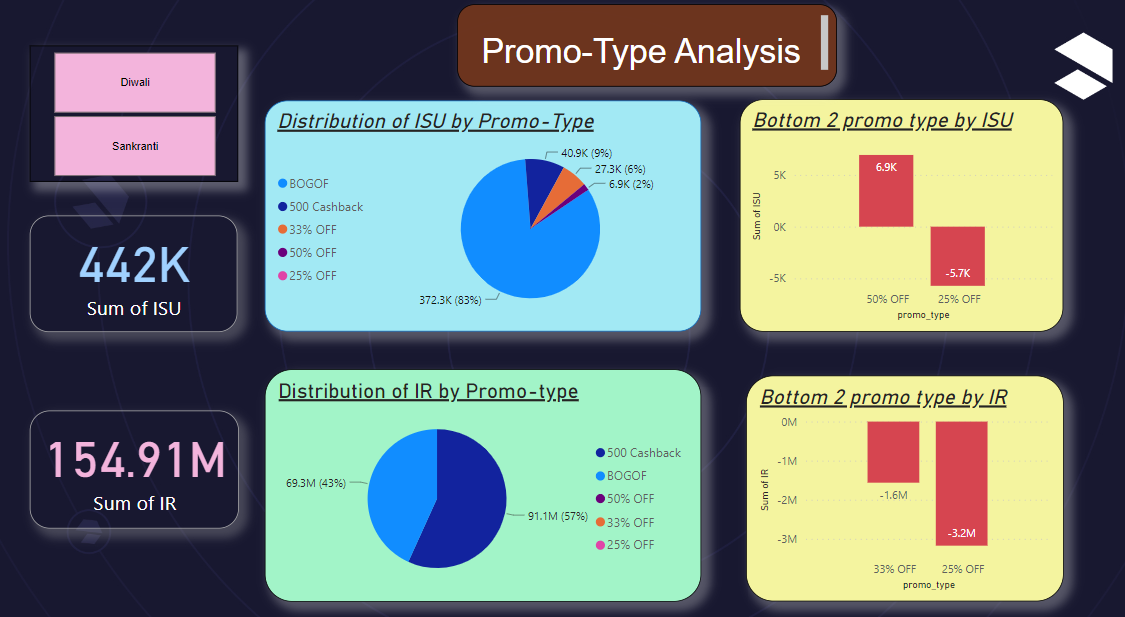 Promo-Type Analysis
Diwali
Sankranti
442K
Sum of ISU
154.91M
Sum of IR
Distribution of ISU by Promo-Type
BOGOF
500 Cashback
33% OFF
50% OFF
25% OFF
40.9K (9%)
27.3K (6%)
6.9K (2%)
372.3K (83%)
Bottom 2 promo type by ISU
Sum of ISU
5K
0K
-5K
6.9K
-5.7K
50% OFF 25% OFF
promo_type
Distribution of IR by Promo-type
69.3M (43%)
91.1M (57%)
500 Cashback
BOGOF
50% OFF
33% OFF
25% OFF
Bottom 2 promo type by IR
Sum of IR
0M
-1M
-2M
-3M
-1.6M
-3.2M
33% OFF 25% OFF
promo_type